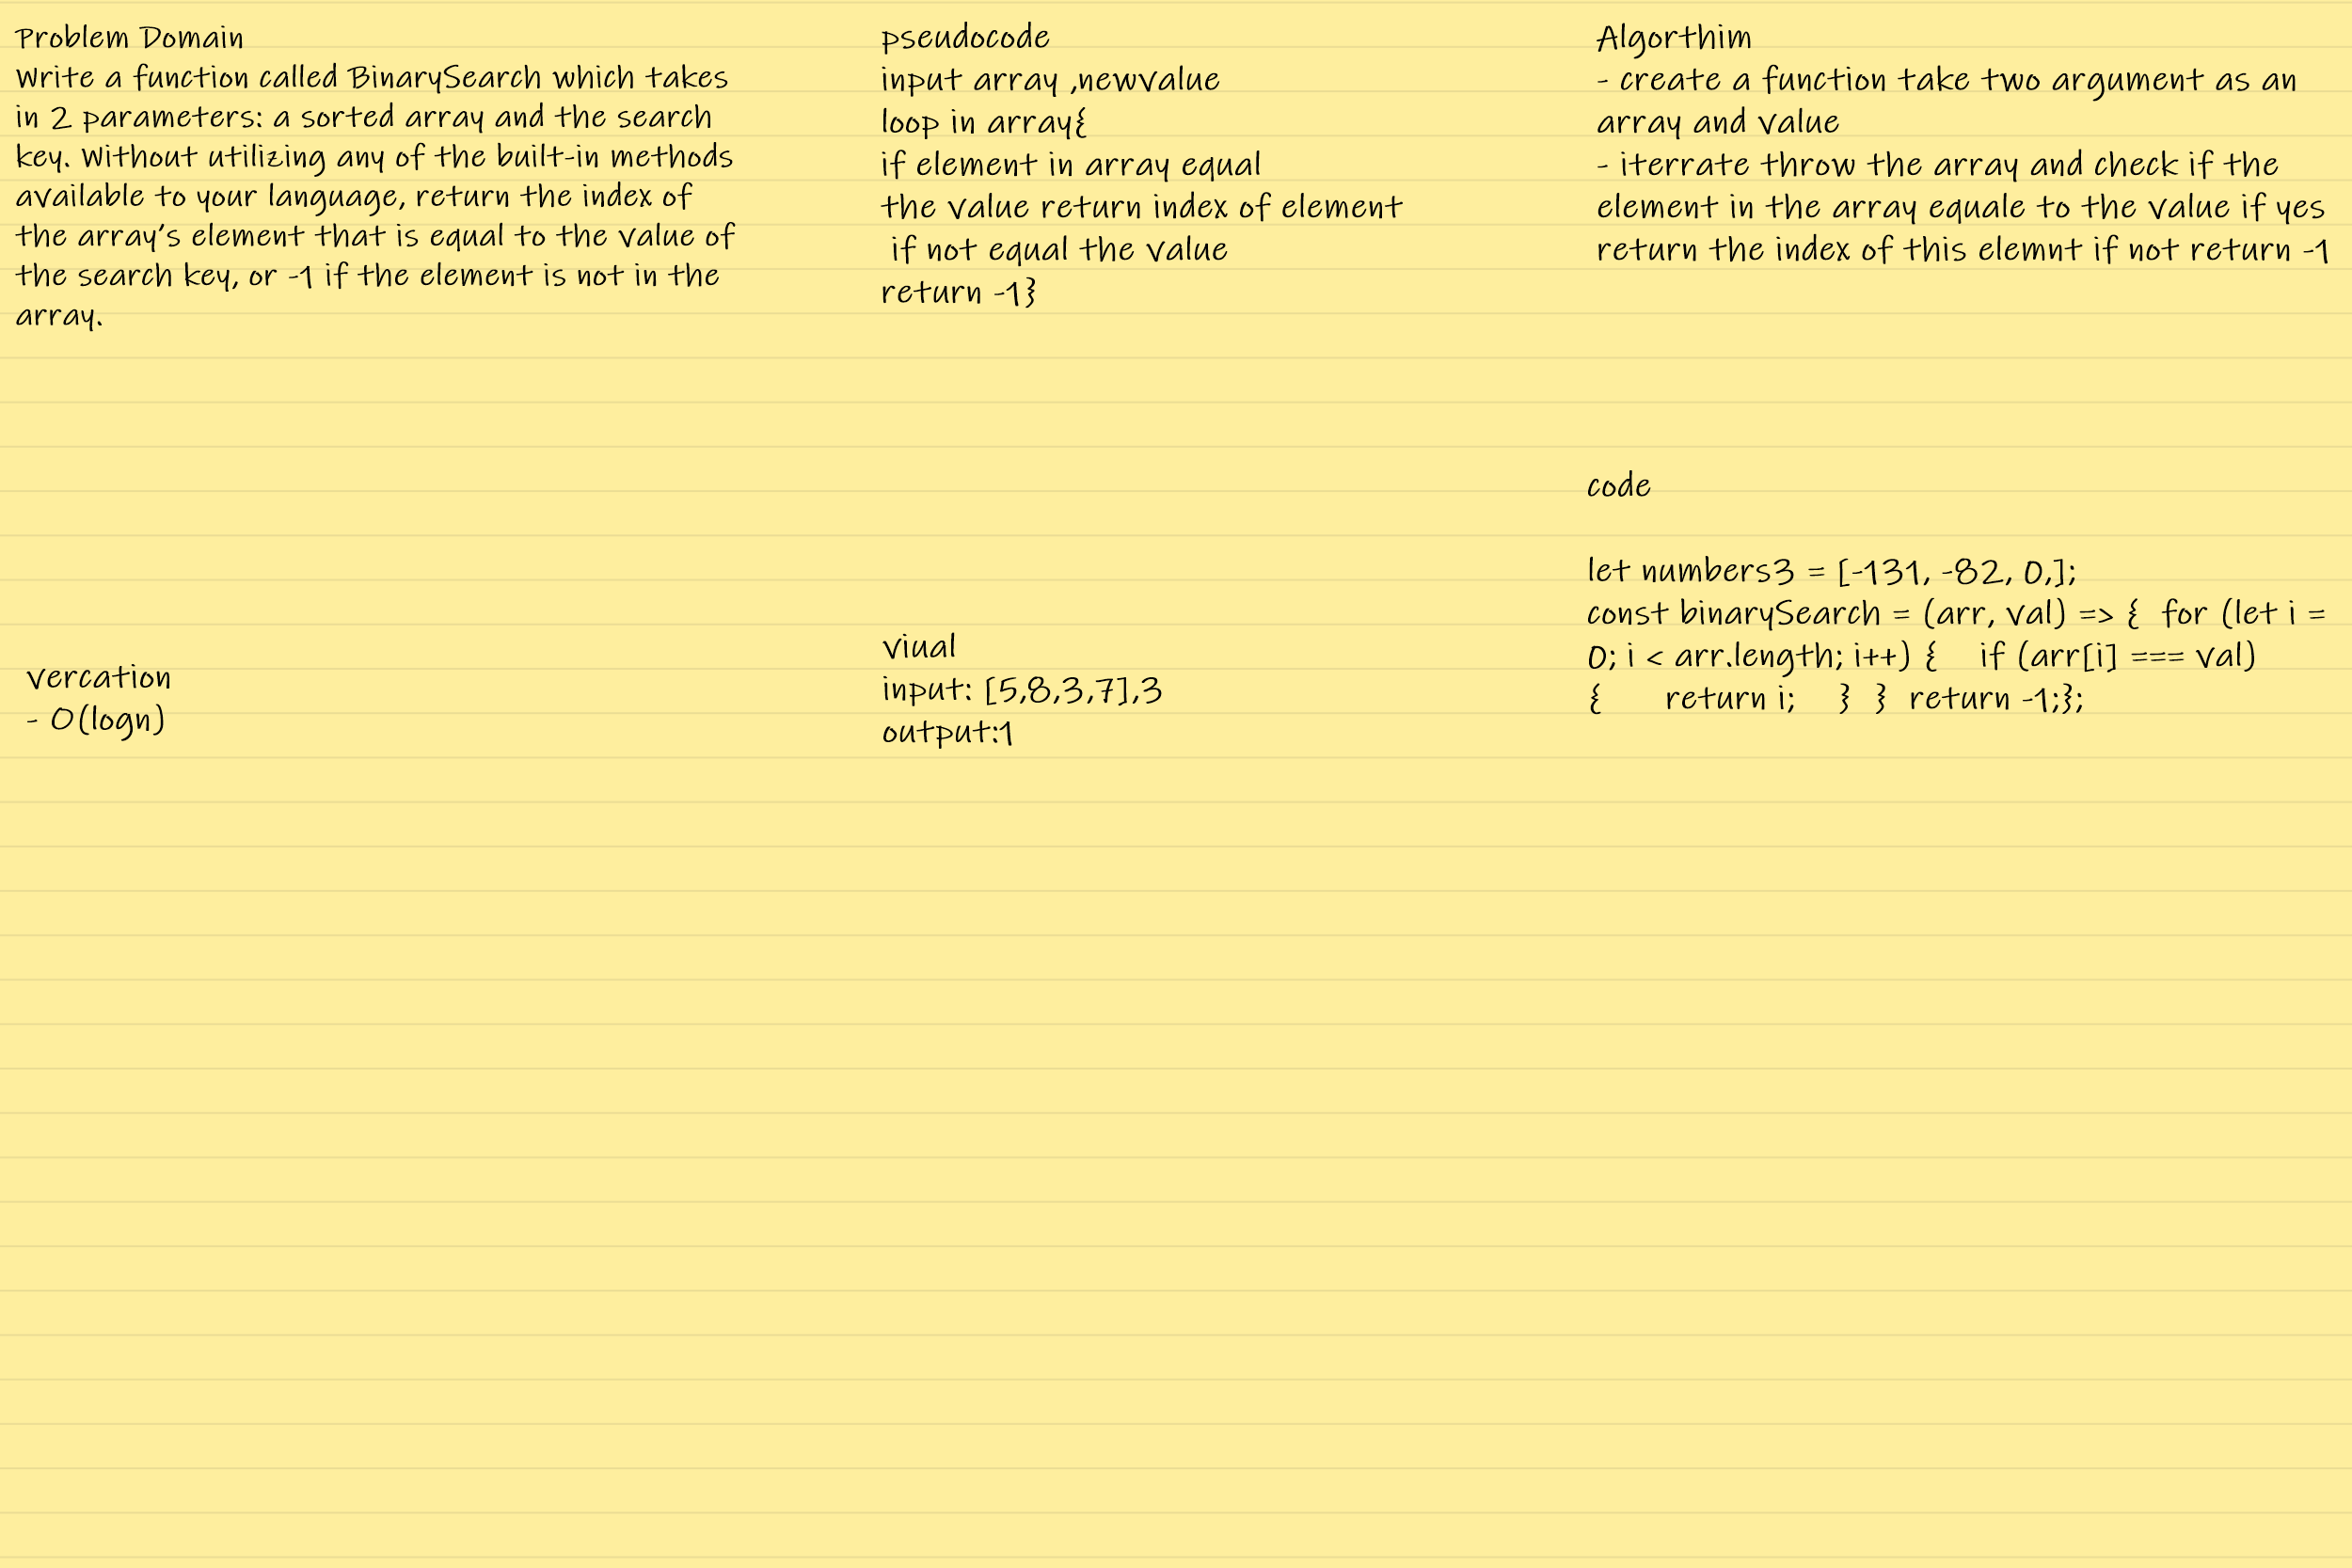 Problem Domain
Write a function called BinarySearch which takes
in 2 parameters: a sorted array and the search
key. Without utilizing any of the built-in methods
available to your language, return the index of
the array's element that is equal to the value of
the search key, or -1 if the element is not in the
array.
vercation
- O(logn)
pseudocode
input array ,newvalue
loop in array{
if element in array equal
the value return index of element
if not equal the value
return -1}
viual
input: [5,8,3,7],3
output:1
Algorthim
- create a function take two argument as an
array and value
- iterrate throw the array and check if the
element in the array equale to the value if yes
return the index of this elemnt if not return -1
code
let numbers3 = [-131, -82, 0,];
const binarySearch = (arr, val) => {  for (let i =
0; i < arr.length; i++) {    if (arr[i] === val)
{      return i;    }  }  return -1;};